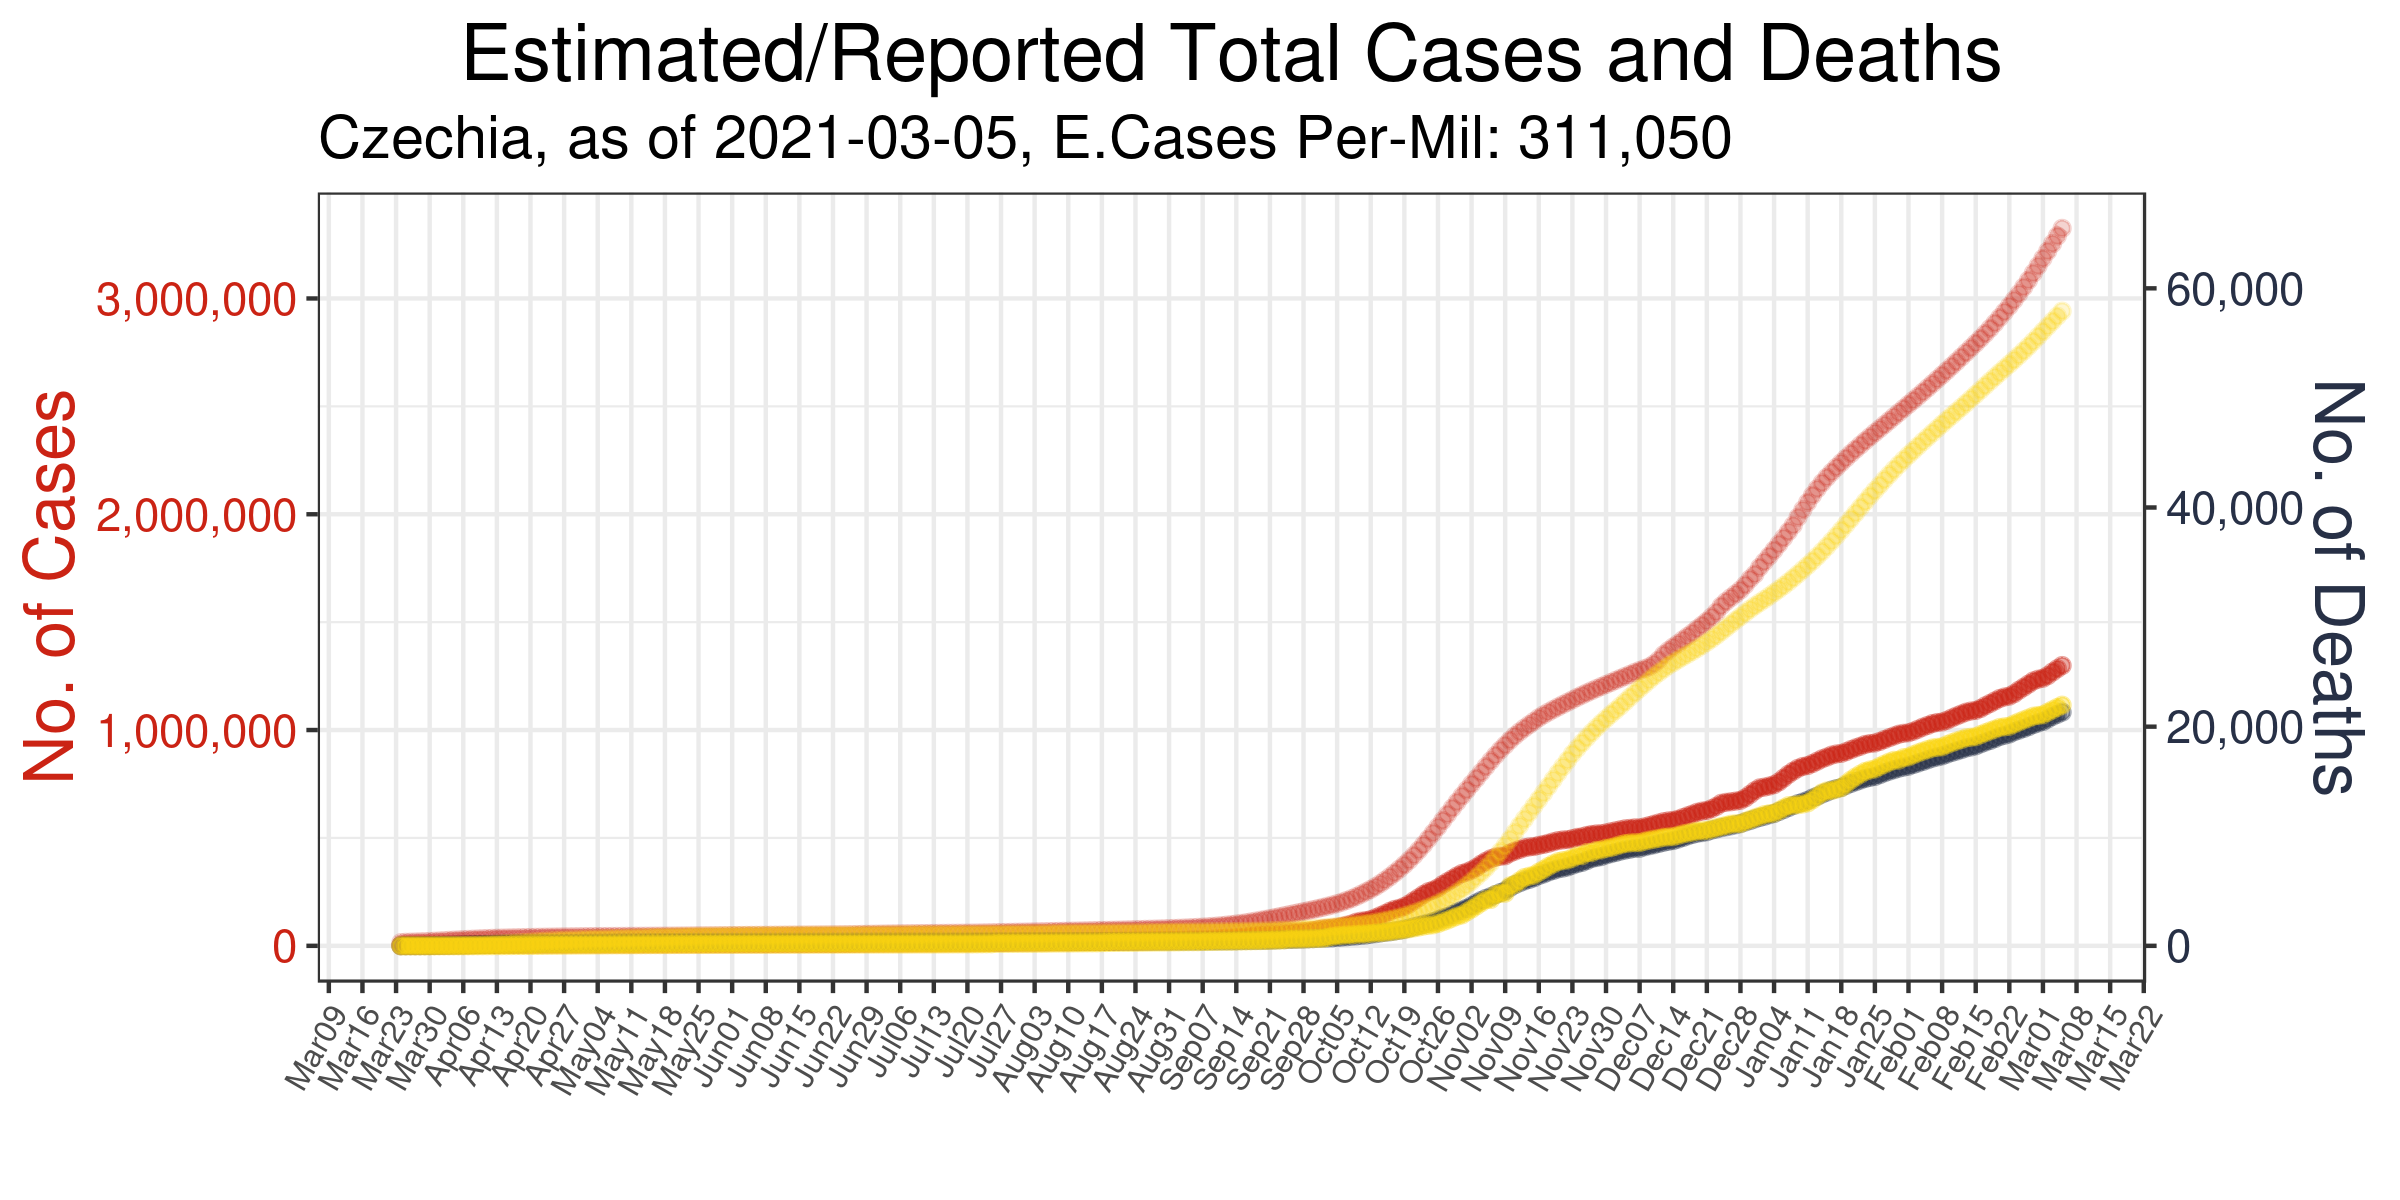 Estimated/Reported Total Cases and Deaths
Czechia, as of 2021-03-05, E.Cases Per-Mil: 311,050
No. of Cases
3,000,000
2,000,000
1,000,000
0
60,000
40,000
20,000
0
No. of Deaths
Mar09
Mar16
Mar23
Mar30
Apr06
Apr13
Apr20
Apr27
May04
May11
May18
May25
Jun01
Jun08
Jun15
Jun22
Jun29
Jul06
Jul13
Jul20
Jul27
Aug03
Aug10
Aug17
Aug24
Aug31
Sep07
Sep14
Sep21
Sep28
Oct05
Oct12
Oct19
Oct26
Nov02
Nov09
Nov16
Nov23
Nov30
Dec07
Dec14
Dec21
Dec28
Jan04
Jan11
Jan18
Jan25
Feb01
Feb08
Feb15
Feb22
Mar01
Mar08
Mar15
Mar22